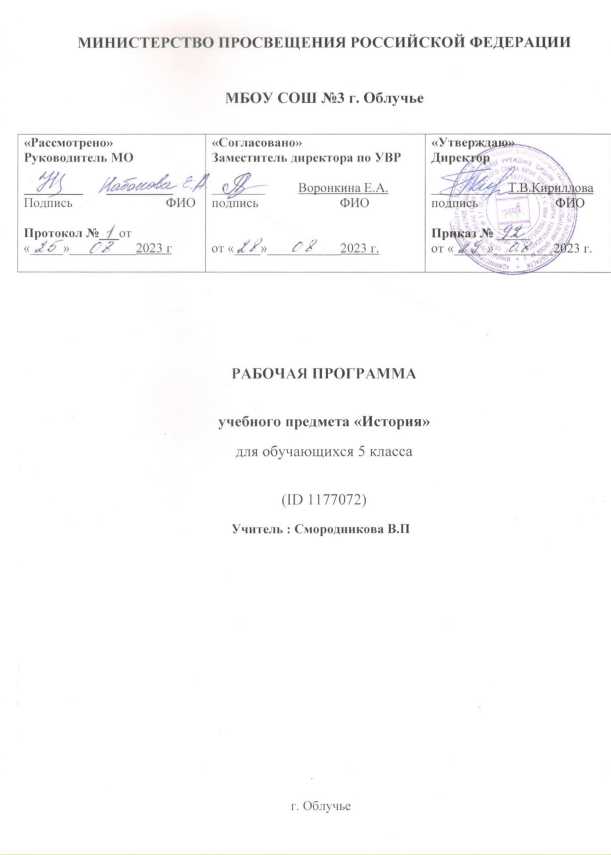 МИНИСТЕРСТВО ПРОСВЕЩЕНИЯ РОССИЙСКОЙ ФЕДЕРАЦИИ
МБОУ СОШ №3 г. Облучье
«Рассмотрено»
Руководитель МО
Набокова Е.А.
Подпись ФИО
Протокол № 1 от
« 25 » 08 2023 г
«Согласовано»
Заместитель директора по УВР
Воронкина Е.А.
подпись ФИО
от « 28 » 08 2023 г.
«Утверждаю»
Директор
Т.В.Кириллова
подпись ФИО
Приказ № 92
от « 29 » 08 2023 г.
РАБОЧАЯ ПРОГРАММА
учебного предмета «История»
для обучающихся 5 класса
(ID 1177072)
Учитель : Смородникова В.П
г. Облучье